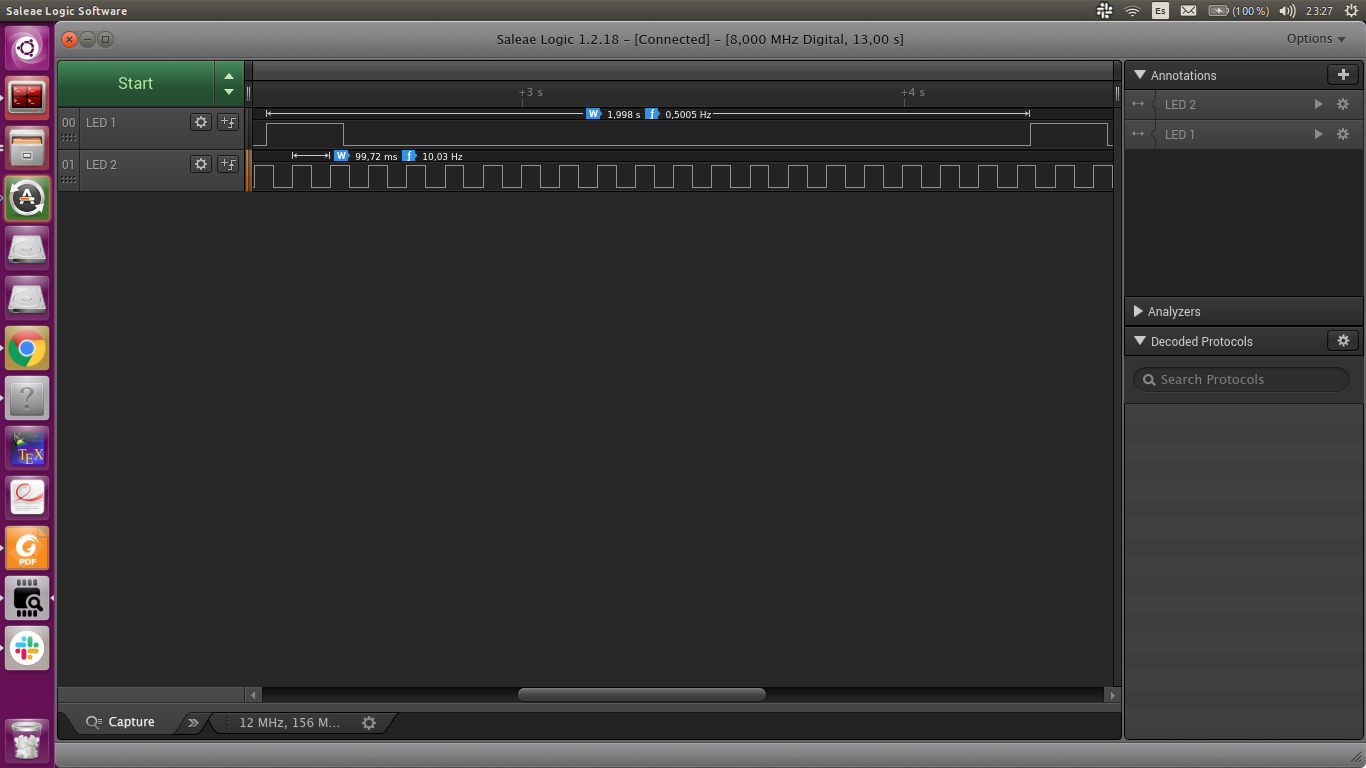 Saleae Logic Software
Es
(100 %)
23:27
Saleae Logic 1.2.18 – [Connected] – [8,000 MHz Digital, 13,00 s]
Options
Start
+3 s
+4 s
00
LED 1
W 1,998 s f 0,5005 Hz
01
LED 2
W 99,72 ms f 10,03 Hz
Annotations
LED 2
LED 1
Analyzers
Decoded Protocols
Search Protocols
Capture
12 MHz, 156 M...
A
?
TEX
PDF